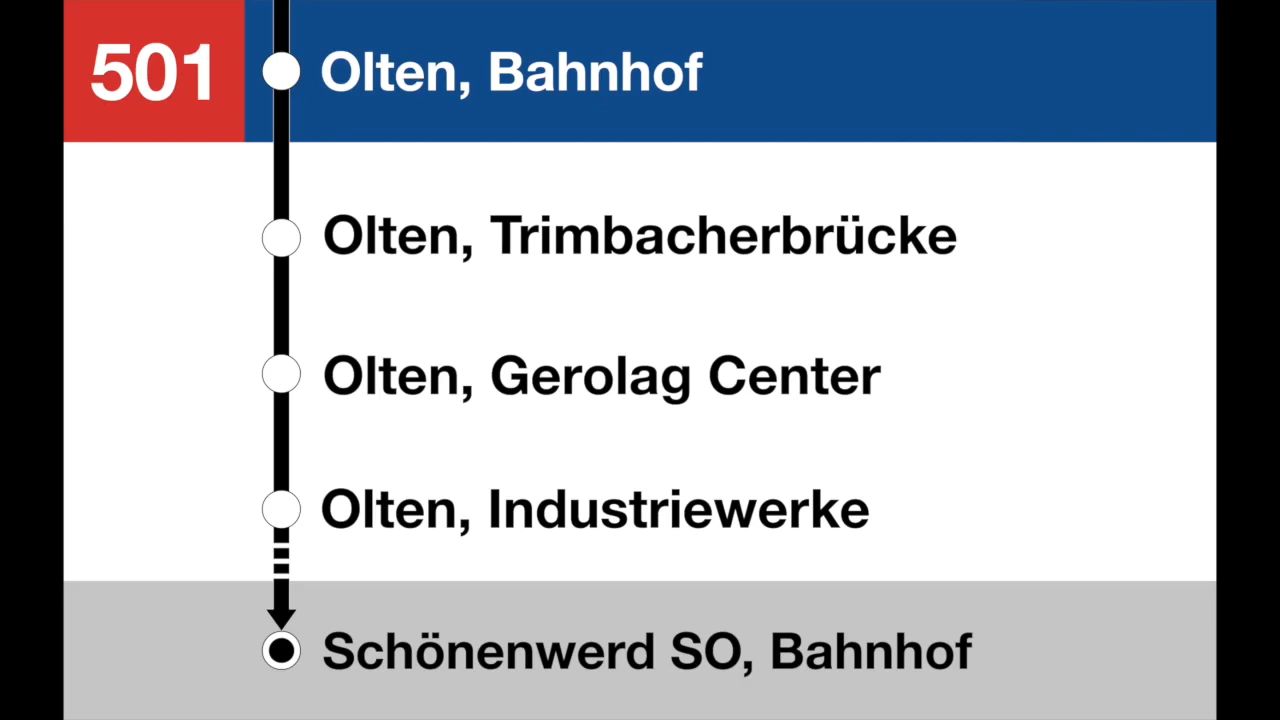 501 Olten, Bahnhof
Olten, Trimbacherbrücke
Olten, Gerolag Center
Olten, Industriewerke
Schönenwerd SO, Bahnhof